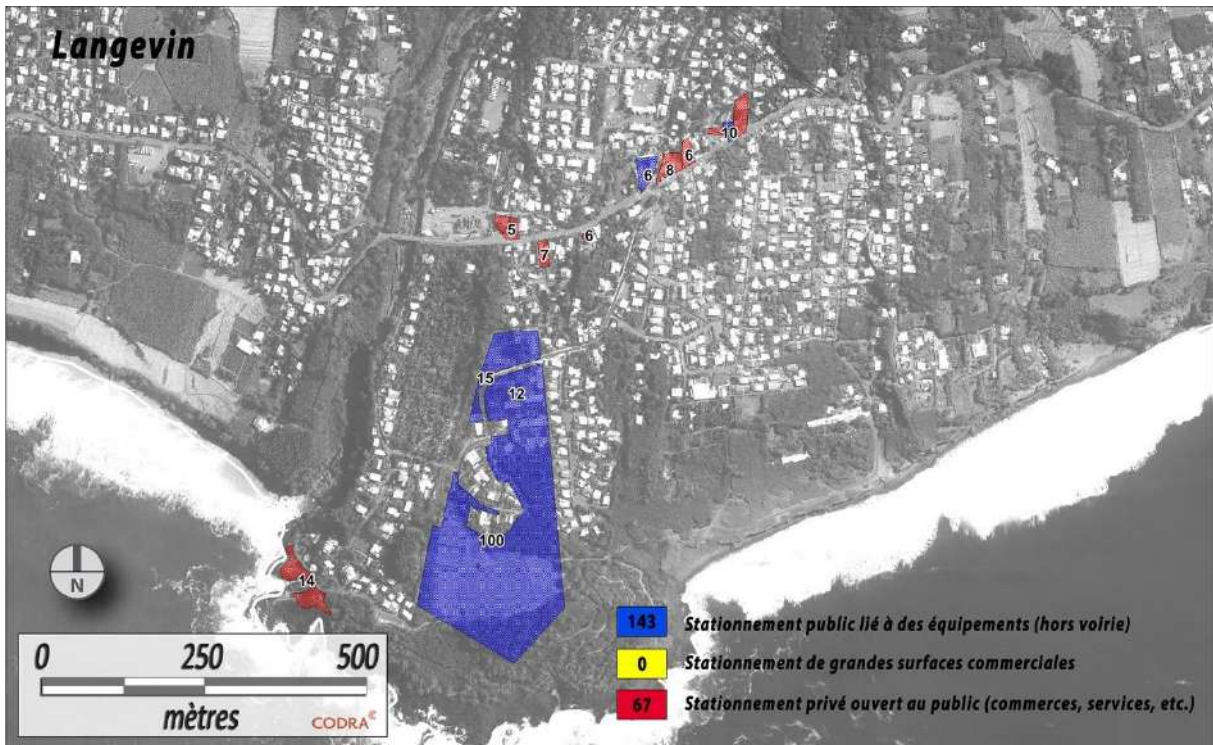 Langevin
10
6
8
6
5
6
7
15
12
100
14
N
0 250 500
mètres
CODRA
143 Stationnement public lié à des équipements (hors voirie)
0 Stationnement de grandes surfaces commerciales
67 Stationnement privé ouvert au public (commerces, services, etc.)